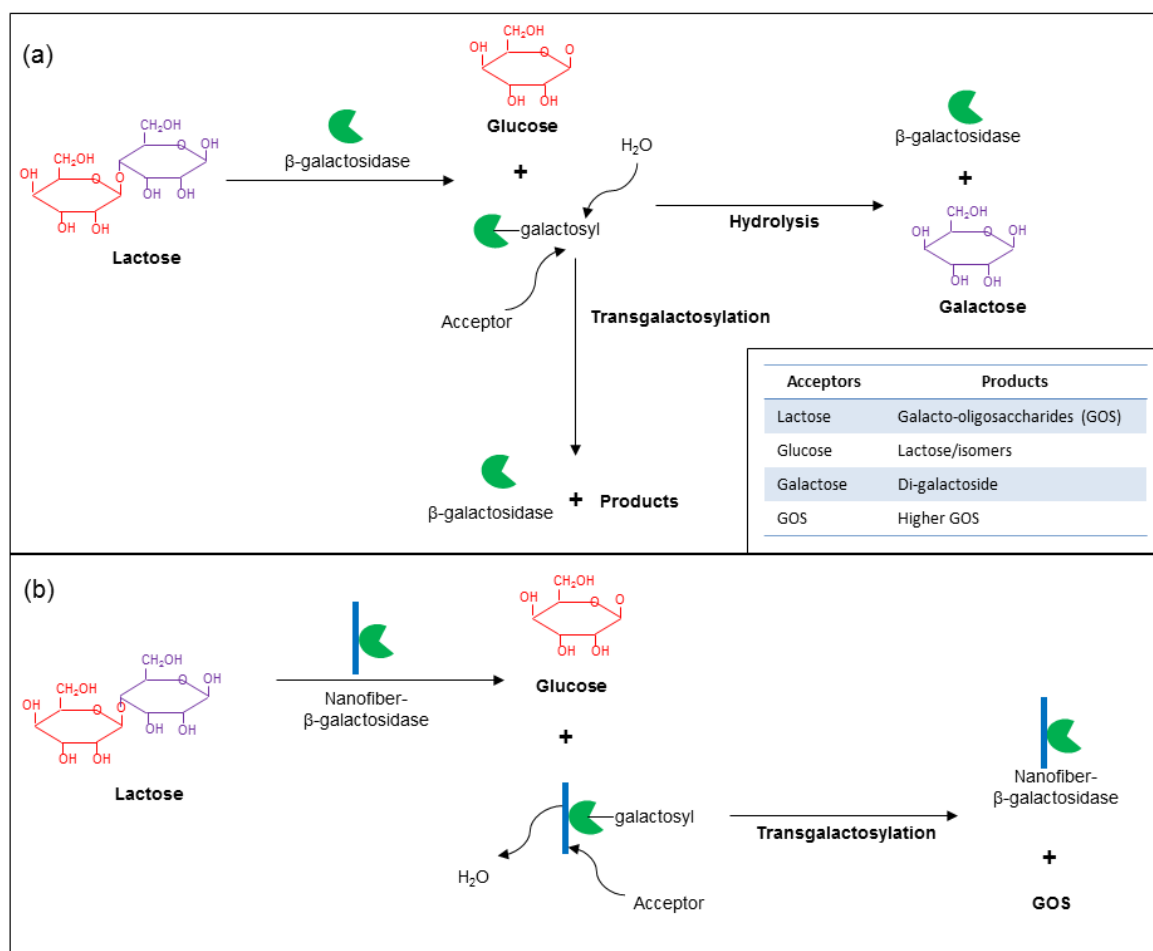 (a)
CH₂OH
OH
O
O
OH
OH
Glucose
CH₂OH
O
OH
O
OH
OH
CH₂OH
OH
O
OH
OH
Lactose
β-galactosidase
+
H₂O
galactosyl
Acceptor
Hydrolysis
Transgalactosylation
β-galactosidase
+
CH₂OH
OH
O
OH
OH
OH
Galactose
β-galactosidase
+ Products
Acceptors Products
Lactose Galacto-oligosaccharides (GOS)
Glucose Lactose/isomers
Galactose Di-galactoside
GOS Higher GOS
(b)
CH₂OH
O
OH
O
OH
OH
CH₂OH
OH
O
OH
OH
Lactose
Nanofiber-
β-galactosidase
CH₂OH
OH
O
O
OH
OH
Glucose
+
galactosyl
H₂O
Acceptor
Transgalactosylation
Nanofiber-
β-galactosidase
+
GOS